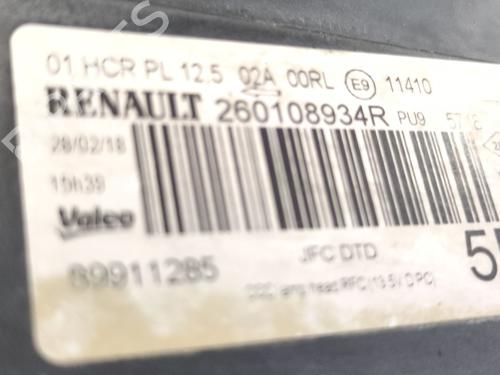 01 HCR PL 12.5 02A 00RL E9 11410
RENAULT 260108934R PU9
28/02/18
15h39
Valeo
89911285 JFC DTD